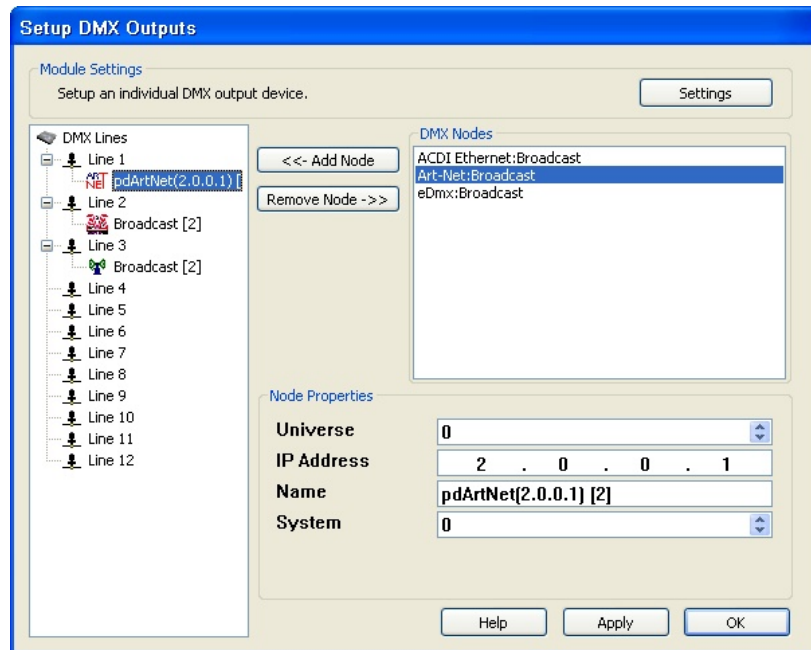 Setup DMX Outputs
Module Settings
Setup an individual DMX output device.
Settings
DMX Lines
Line 1
ART NET pdArtNet(2.0.0.1) [
Line 2
Broadcast [2]
Line 3
Broadcast [2]
Line 4
Line 5
Line 6
Line 7
Line 8
Line 9
Line 10
Line 11
Line 12
<<- Add Node
Remove Node ->>
DMX Nodes
ACDI Ethernet:Broadcast
Art-Net:Broadcast
eDmx:Broadcast
Node Properties
Universe 0
IP Address 2 . 0 . 0 . 1
Name pdArtNet(2.0.0.1) [2]
System 0
Help Apply OK